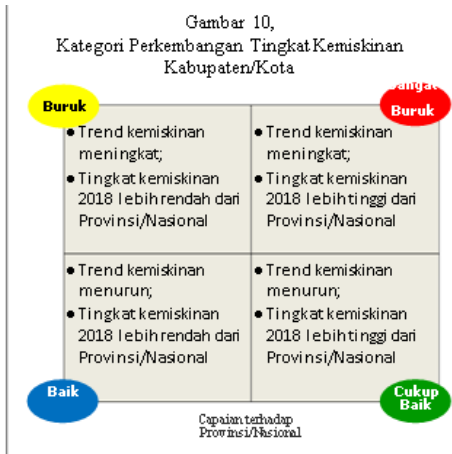 Gambar 10,
Kategori Perkembangan Tingkat Kemiskinan
Kabupaten/Kota
Buruk
Sangat
Buruk
● Trend kemiskinan
meningkat;
● Tingkat kemiskinan
2018 lebih rendah dari
Provinsi/Nasional
● Trend kemiskinan
meningkat;
● Tingkat kemiskinan
2018 lebih tinggi dari
Provinsi/Nasional
● Trend kemiskinan
menurun;
● Tingkat kemiskinan
2018 lebih rendah dari
Provinsi/Nasional
● Trend kemiskinan
menurun;
● Tingkat kemiskinan
2018 lebih tinggi dari
Provinsi/Nasional
Baik
Cukup
Baik
Capaian terhadap
Provinsi/Nasional